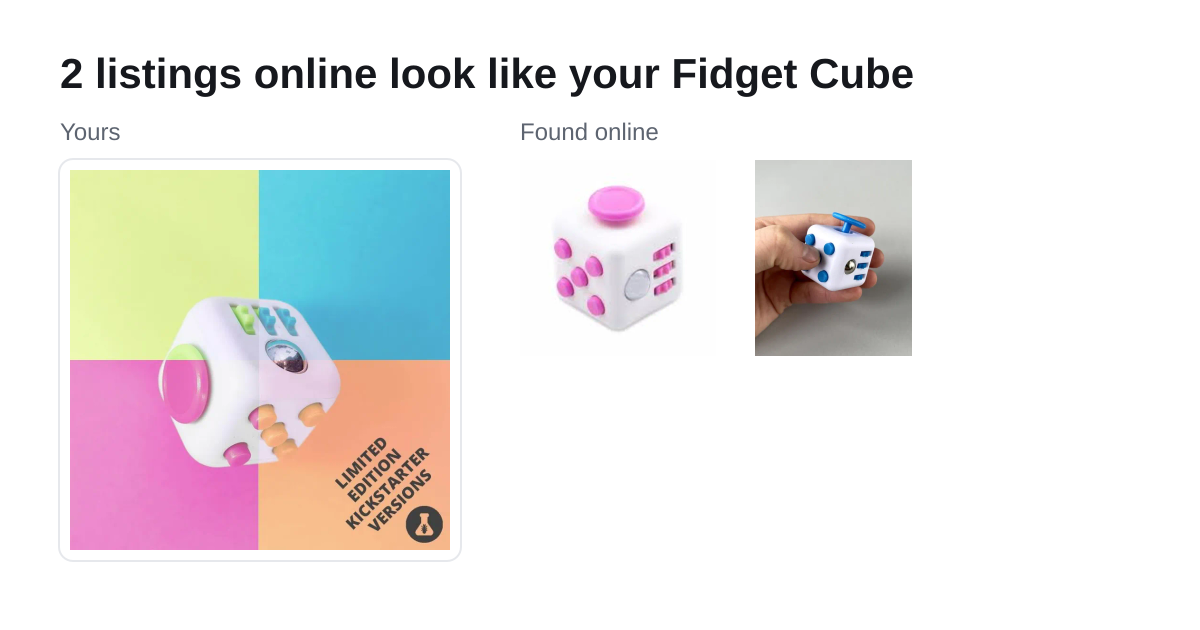 2 listings online look like your Fidget Cube
Yours
Found online
LIMITED
EDITION
KICKSTARTER
VERSIONS